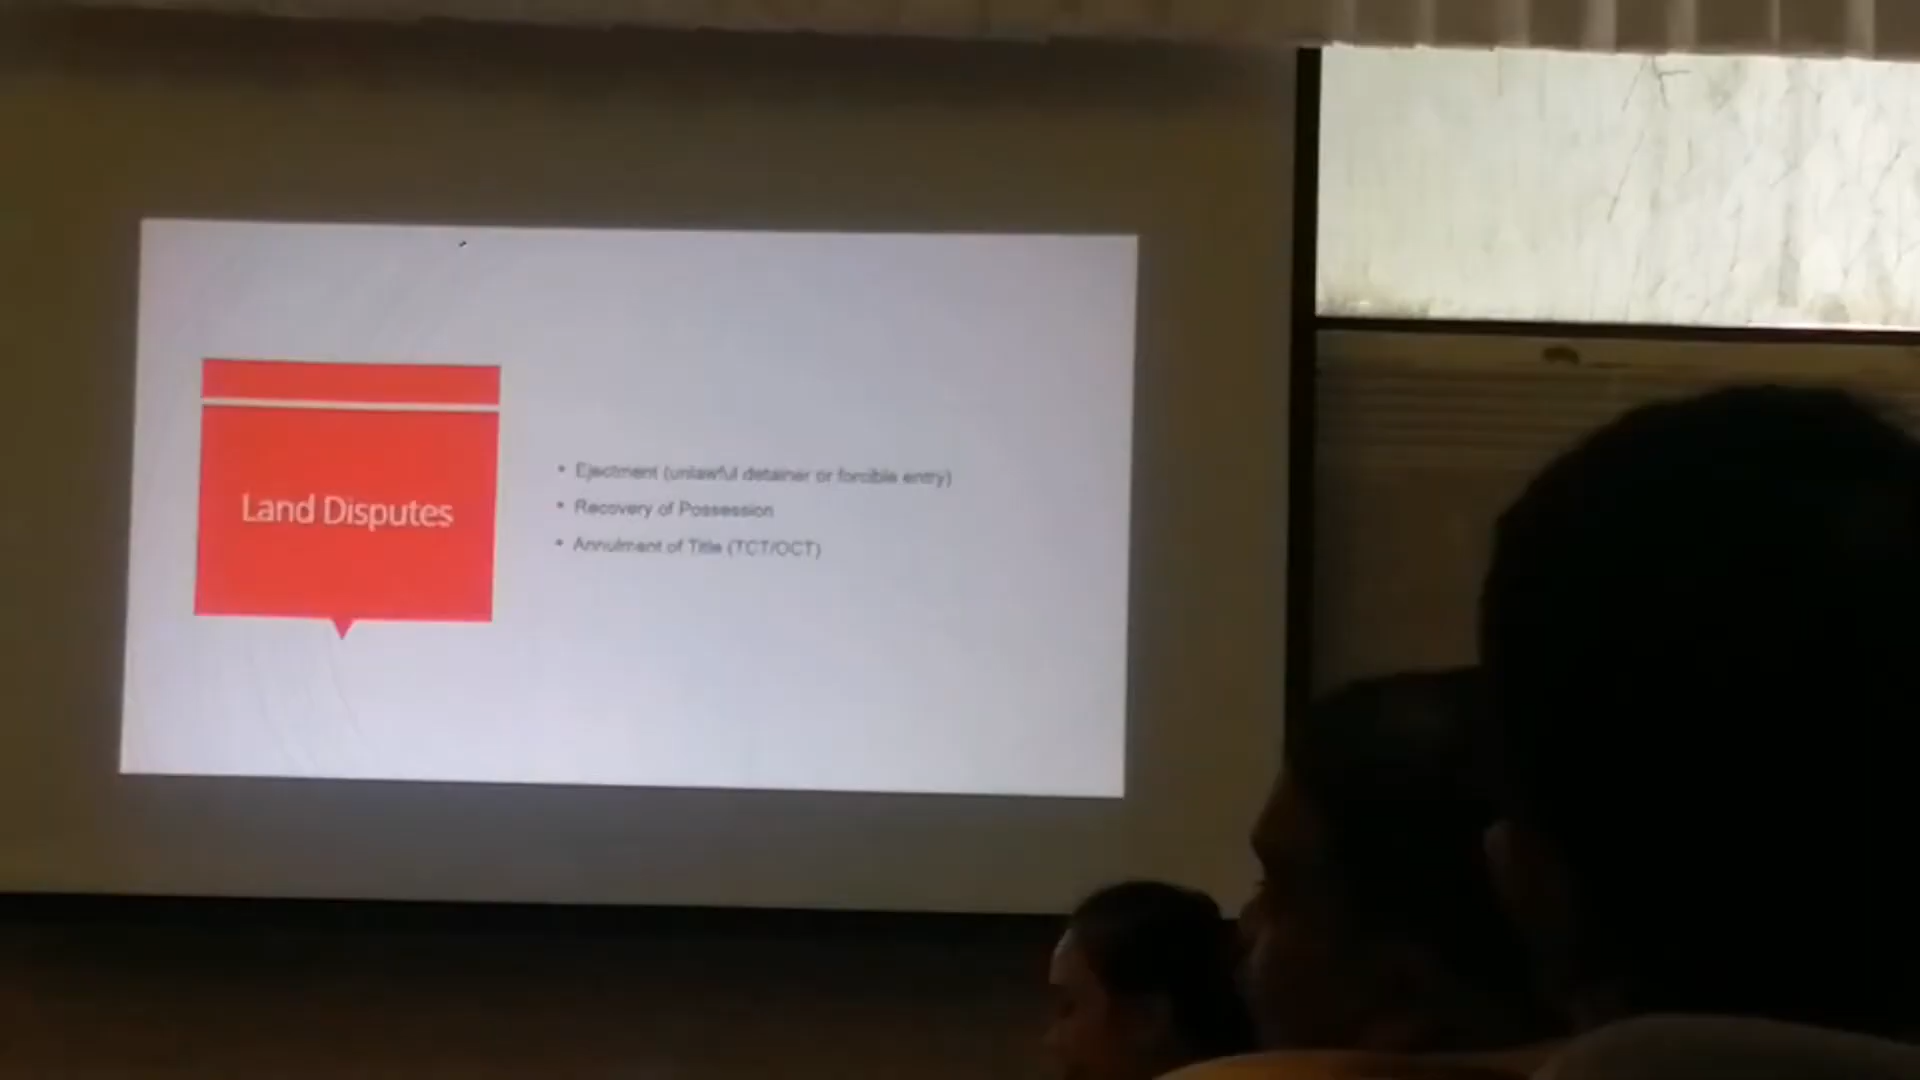 Land Disputes
• Ejectment (unlawful detainer or forcible entry)
• Recovery of Possession
• Annulment of Title (TCT/OCT)